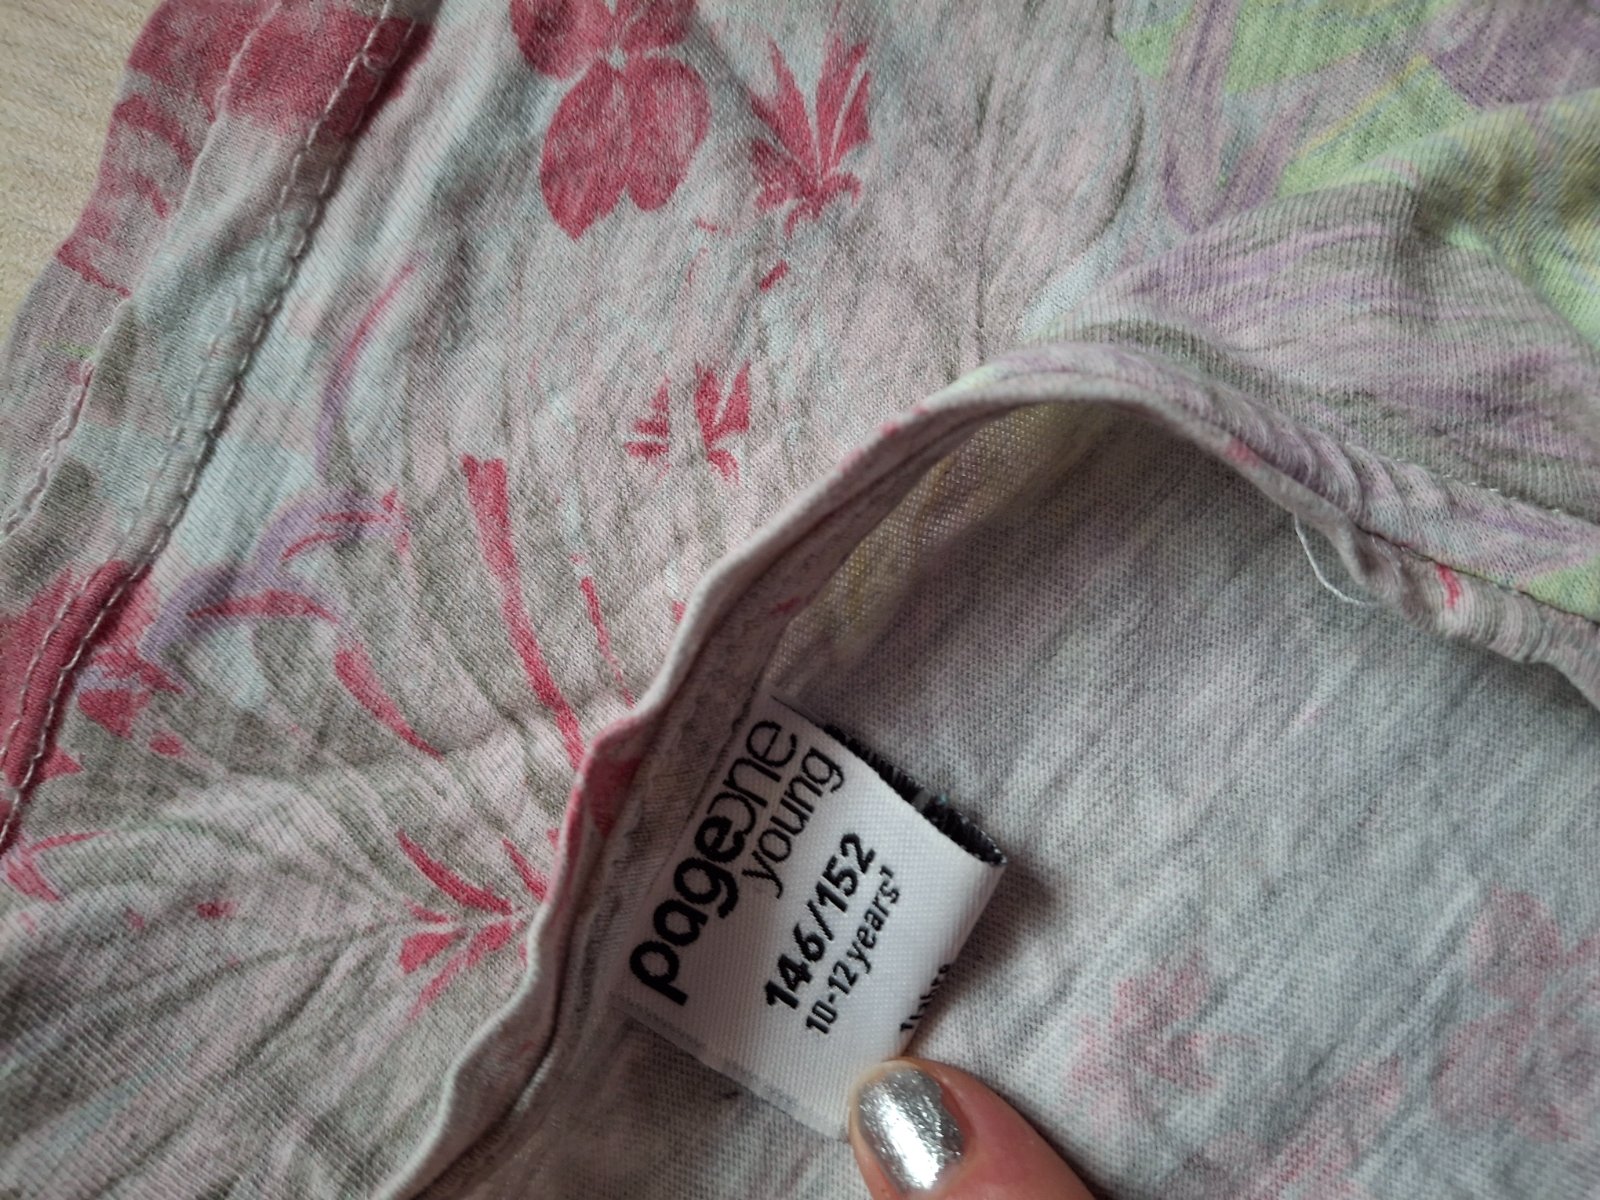 pageone
young
146/152
10-12 years'